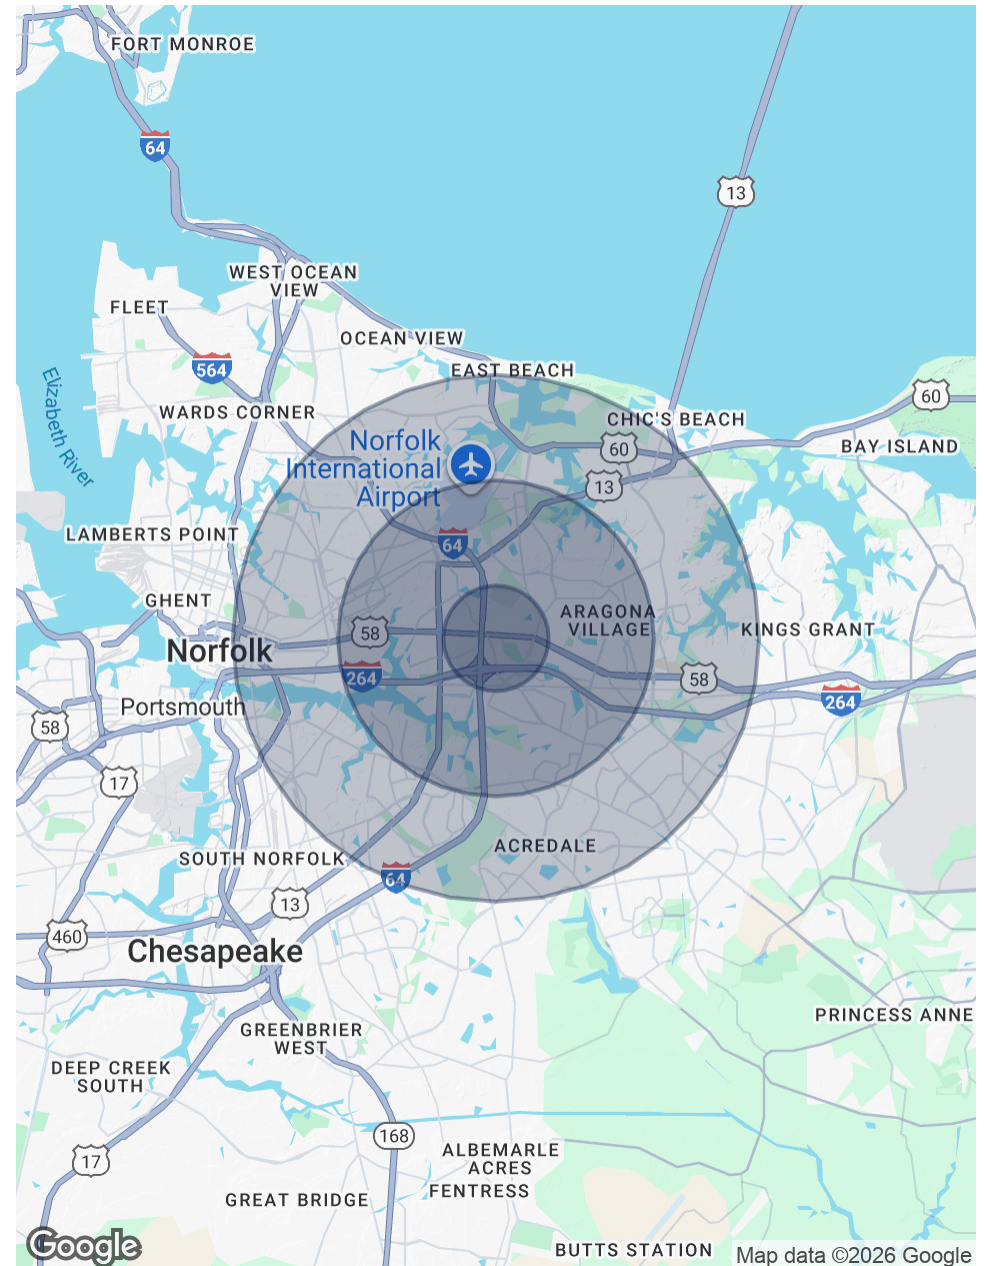 FORT MONROE
64
13
WEST OCEAN
VIEW
FLEET
OCEAN VIEW
564
EAST BEACH
Elizabeth River
60
WARDS CORNER
CHIC'S BEACH
Norfolk
International
Airport
60
BAY ISLAND
13
LAMBERTS POINT
64
GHENT
ARAGONA
VILLAGE
58
KINGS GRANT
Norfolk
264
58
264
Portsmouth
58
17
ACREDALE
SOUTH NORFOLK
64
13
460
Chesapeake
PRINCESS ANNE
GREENBRIER
WEST
DEEP CREEK
SOUTH
168
17
ALBEMARLE
ACRES
FENTRESS
GREAT BRIDGE
Google
BUTTS STATION
Map data ©2026 Google